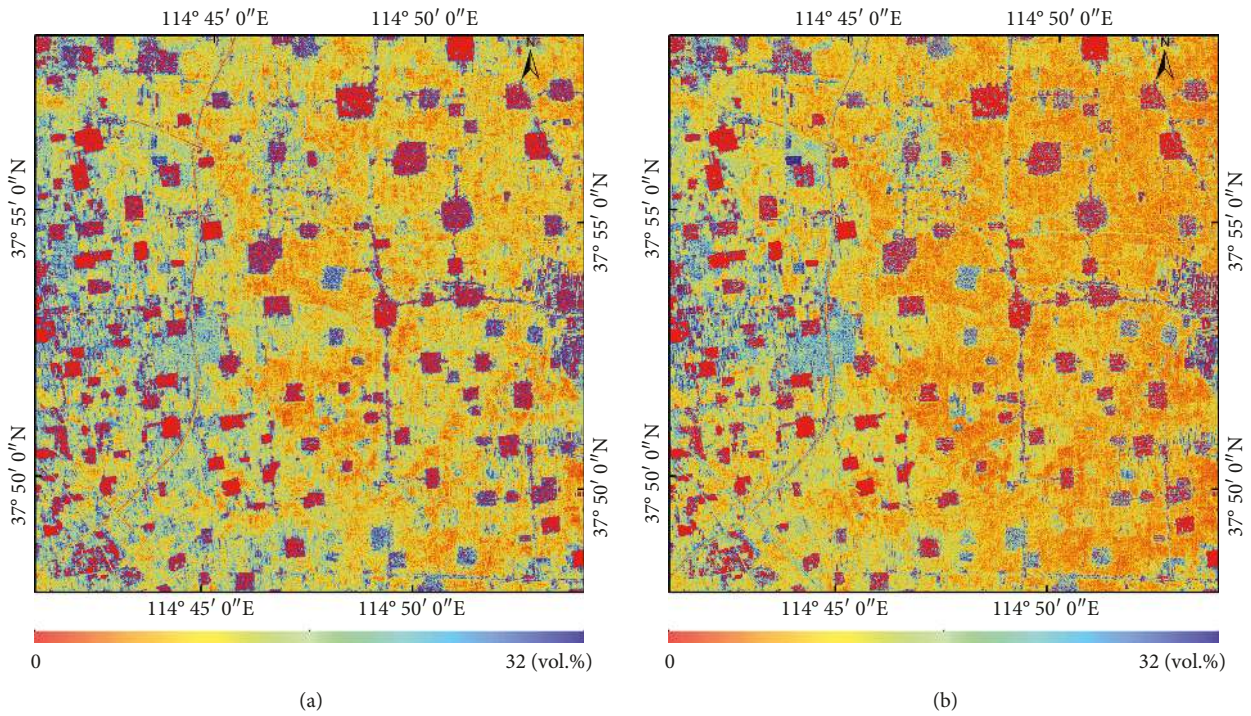 114° 45′ 0″E 114° 50′ 0″E 114° 45′ 0″E 114° 50′ 0″E
N N
37° 55′ 0″N 37° 55′ 0″N 37° 55′ 0″N 37° 55′ 0″N
37° 50′ 0″N 37° 50′ 0″N 37° 50′ 0″N 37° 50′ 0″N
114° 45′ 0″E 114° 50′ 0″E 114° 45′ 0″E 114° 50′ 0″E
0 32 (vol.%) 0 32 (vol.%)
(a) (b)